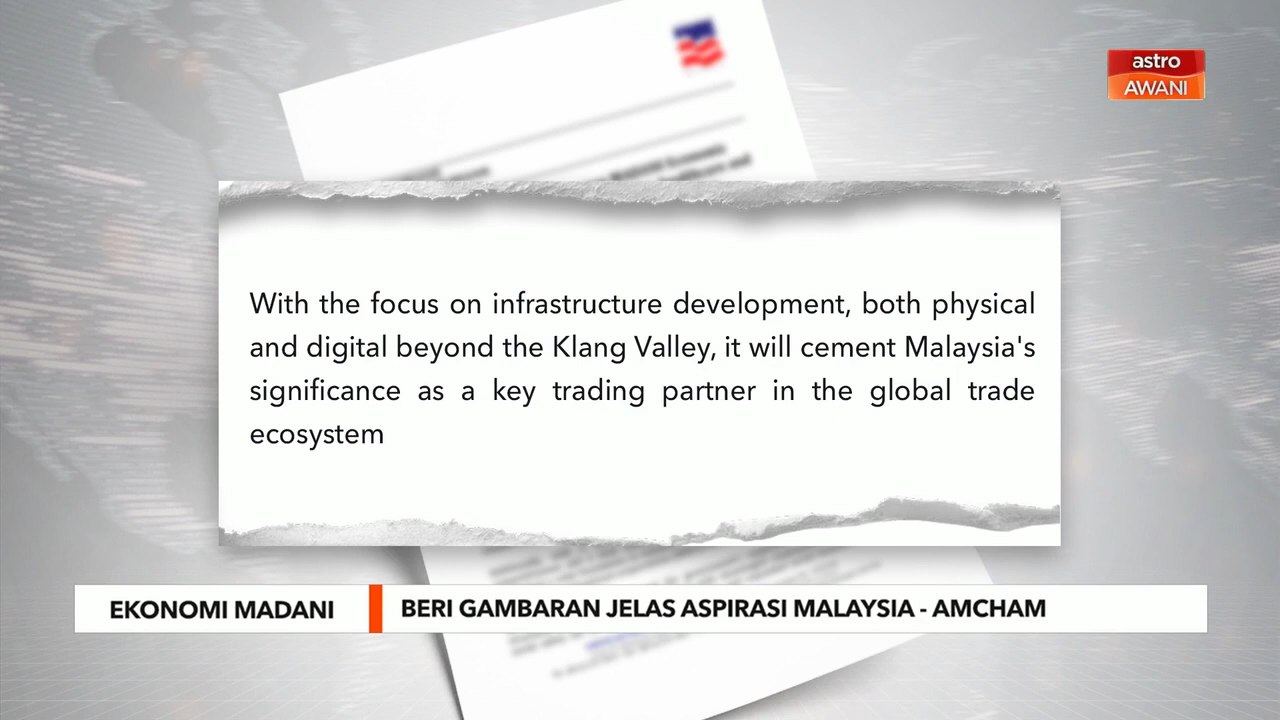 astro
AWANI
With the focus on infrastructure development, both physical
and digital beyond the Klang Valley, it will cement Malaysia's
significance as a key trading partner in the global trade
ecosystem
EKONOMI MADANI
BERI GAMBARAN JELAS ASPIRASI MALAYSIA - AMCHAM